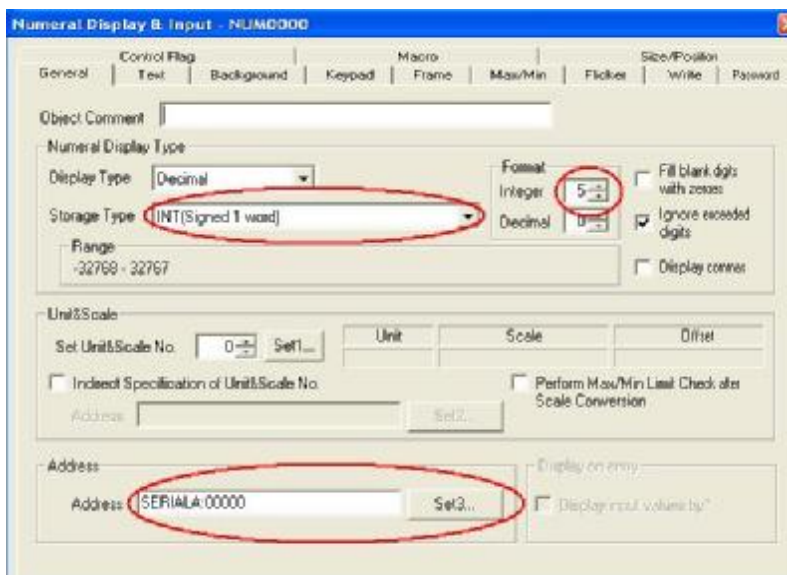 Numeral Display & Input - NUM0000
Control Flag Macro Size/Position
General Text Background Keypad Frame Max/Min Flicker Write Password
Object Comment
Numeral Display Type
Display Type Decimal
Storage Type INT(Signed 1 word)
Format
Integer 5
Decimal 0
Fill blank digits
with zeroes
Ignore exceeded
digits
Display commas
Range
-32768 - 32767
Unit&Scale
Set Unit&Scale No. 0 Set1...
Unit Scale Offset
Indirect Specification of Unit&Scale No.
Address Set2...
Perform Max/Min Limit Check after
Scale Conversion
Address
Address SERIALA:00000 Set3...
Display on entry
Display input values by*